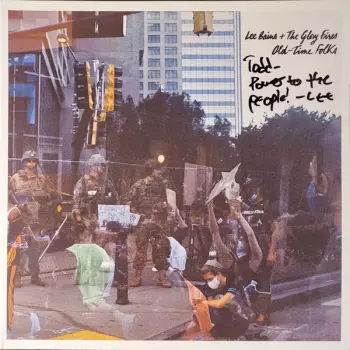 Lee Bains + The Glory Fires
Old-Time Folks
Todd-
Power to the
people! - LEE